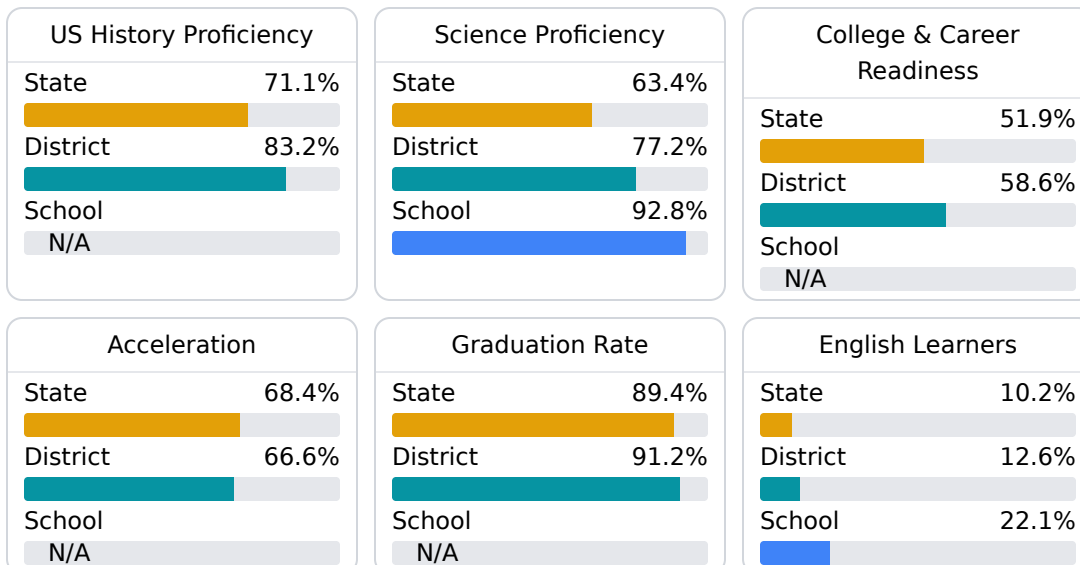 US History Proficiency
State 71.1%
District 83.2%
School
N/A
Science Proficiency
State 63.4%
District 77.2%
School 92.8%
College & Career
Readiness
State 51.9%
District 58.6%
School
N/A
Acceleration
State 68.4%
District 66.6%
School
N/A
Graduation Rate
State 89.4%
District 91.2%
School
N/A
English Learners
State 10.2%
District 12.6%
School 22.1%